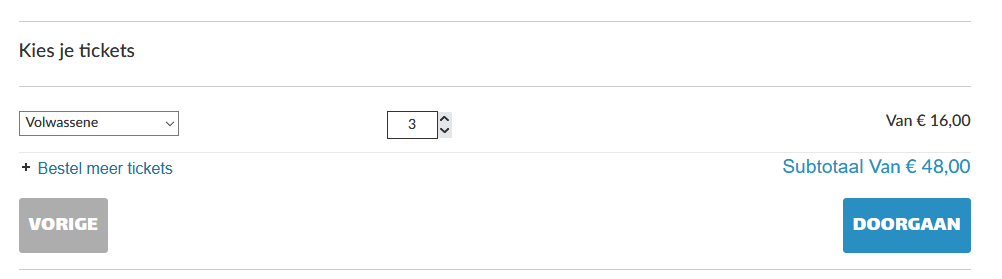 Kies je tickets
Volwassene 3 Van € 16,00
+ Bestel meer tickets Subtotaal Van € 48,00
VORIGE DOORGAAN